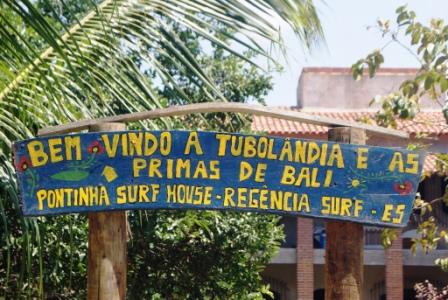 BEM VINDO A TUBOLÂNDIA E AS
PRIMAS DE BALI.
PONTINHA SURF HOUSE - REGÊNCIA SURF - ES